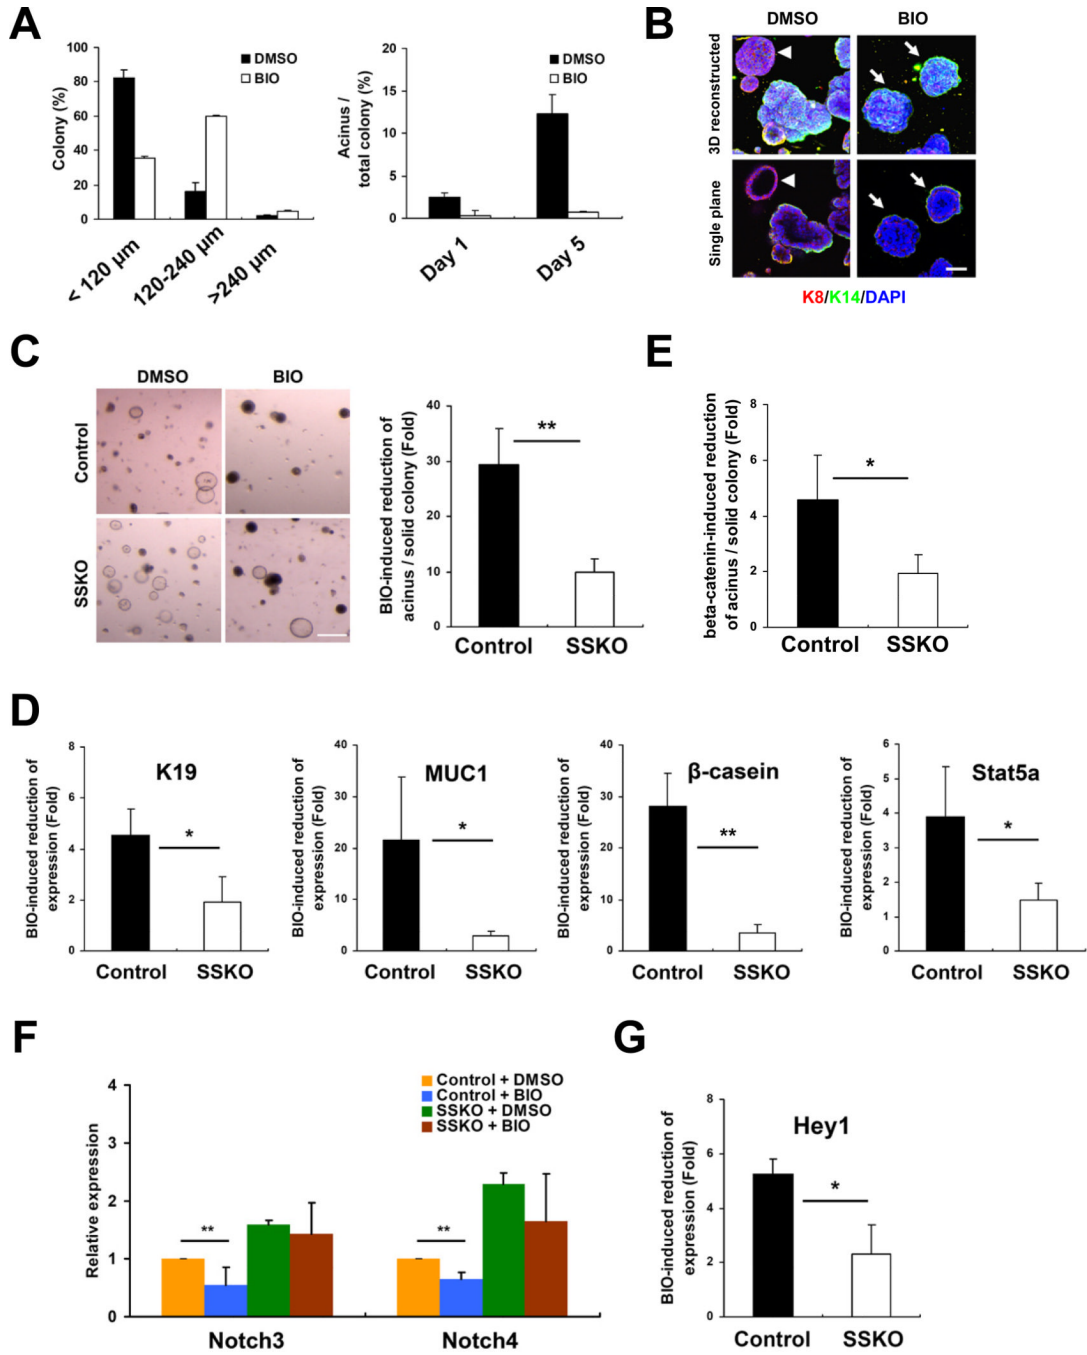 A
100
80
60
40
20
0
Colony (%)
DMSO
BIO
< 120 µm
120-240 µm
>240 µm
20
15
10
5
0
Acinus /
total colony (%)
DMSO
BIO
Day 1
Day 5
B
DMSO
BIO
3D reconstructed
Single plane
K8/K14/DAPI
C
DMSO
BIO
Control
SSKO
40
30
20
10
0
BIO-induced reduction of
acinus / solid colony (Fold)
**
Control
SSKO
E
8
6
4
2
0
beta-catenin-induced reduction
of acinus / solid colony (Fold)
*
Control
SSKO
D
8
6
4
2
0
BIO-induced reduction of
expression (Fold)
K19
*
Control
SSKO
40
30
20
10
0
BIO-induced reduction of
expression (Fold)
MUC1
*
Control
SSKO
40
30
20
10
0
BIO-induced reduction of
expression (Fold)
β-casein
**
Control
SSKO
6
5
4
3
2
1
0
BIO-induced reduction of
expression (Fold)
Stat5a
*
Control
SSKO
F
4
3
2
1
0
Relative expression
Control + DMSO
Control + BIO
SSKO + DMSO
SSKO + BIO
**
**
Notch3
Notch4
G
8
6
4
2
0
BIO-induced reduction of
expression (Fold)
Hey1
*
Control
SSKO